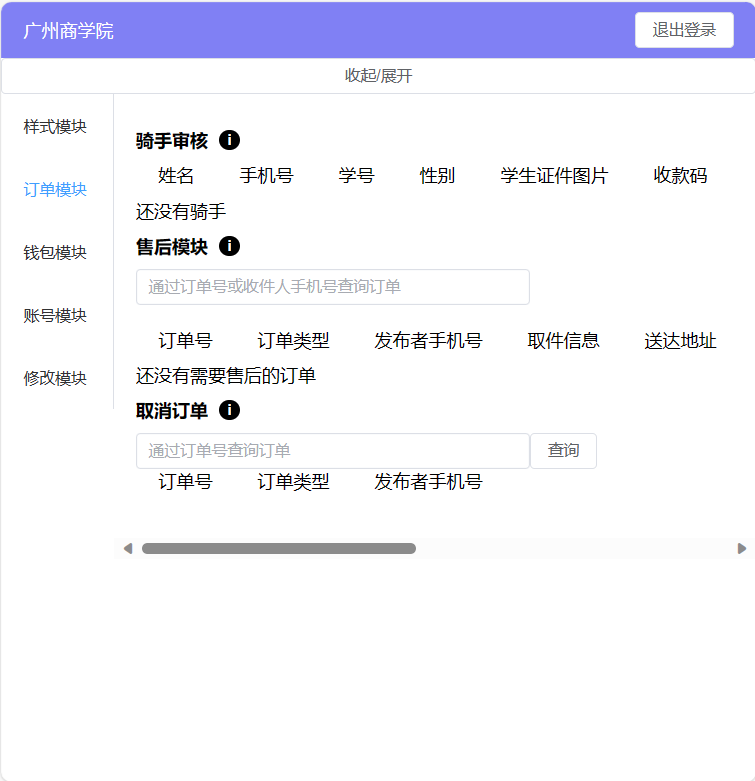 广州商学院 退出登录
收起/展开
样式模块
订单模块
钱包模块
账号模块
修改模块
骑手审核
姓名 手机号 学号 性别 学生证件图片 收款码
还没有骑手
售后模块
通过订单号或收件人手机号查询订单
订单号 订单类型 发布者手机号 取件信息 送达地址
还没有需要售后的订单
取消订单
通过订单号查询订单 查询
订单号 订单类型 发布者手机号